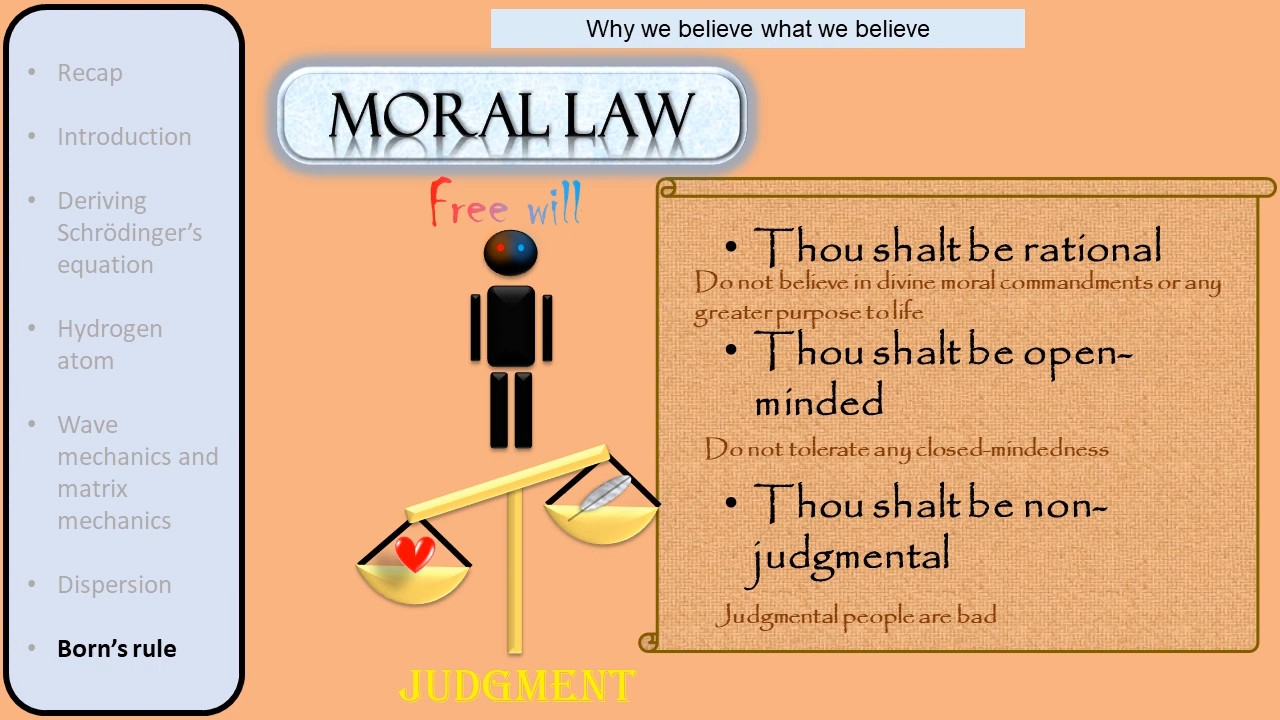 Why we believe what we believe
• Recap
• Introduction
• Deriving
Schrödinger's
equation
• Hydrogen
atom
• Wave
mechanics and
matrix
mechanics
• Dispersion
• Born's rule
MORAL LAW
Free will
• Thou shalt be rational
Do not believe in divine moral commandments or any
greater purpose to life
• Thou shalt be open-
minded
Do not tolerate any closed-mindedness
• Thou shalt be non-
judgmental
Judgmental people are bad
JUDGMENT